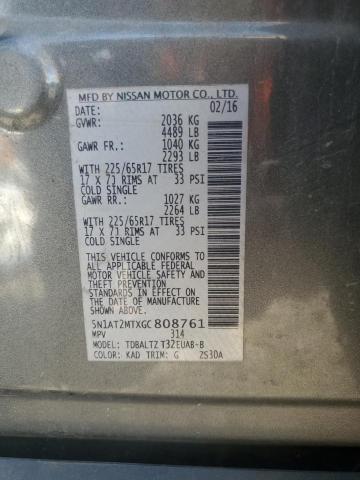 MFD BY NISSAN MOTOR CO., LTD.
DATE: 02/16
GVWR: 2036 KG
4489 LB
GAWR FR.: 1040 KG
2293 LB
WITH 225/65R17 TIRES
17 X 7J RIMS AT 33 PSI
COLD SINGLE
GAWR RR.: 1027 KG
2264 LB
WITH 225/65R17 TIRES
17 X 7J RIMS AT 33 PSI
COLD SINGLE
THIS VEHICLE CONFORMS TO
ALL APPLICABLE FEDERAL
MOTOR VEHICLE SAFETY AND
THEFT PREVENTION STANDARDS
IN EFFECT ON THE DATE OF
MANUFACTURE SHOWN ABOVE.
5N1AT2MTXGC808761
MPV 314
MODEL: TDBALTZ T32EUAB-B
COLOR: KAD TRIM: G ZS3DA